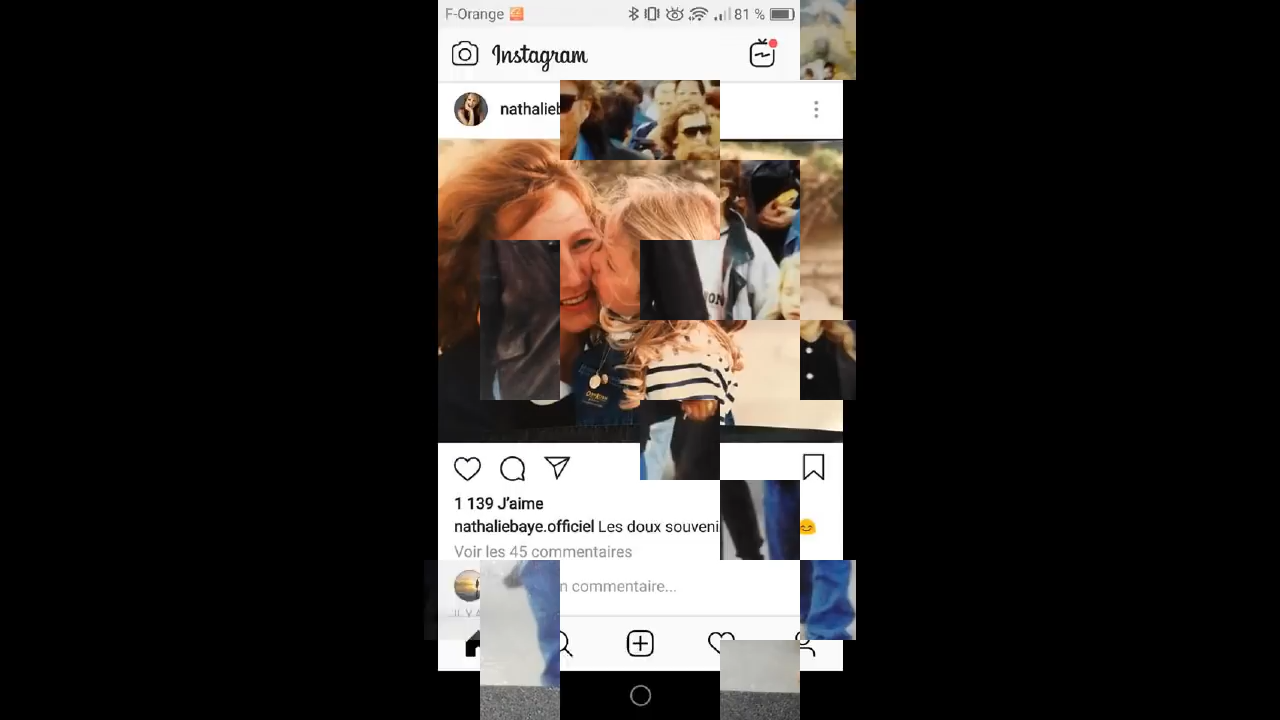 F-Orange 81 %
Instagram
nathalieb
1 139 J'aime
nathaliebaye.officiel Les doux souveni
Voir les 45 commentaires
n commentaire...